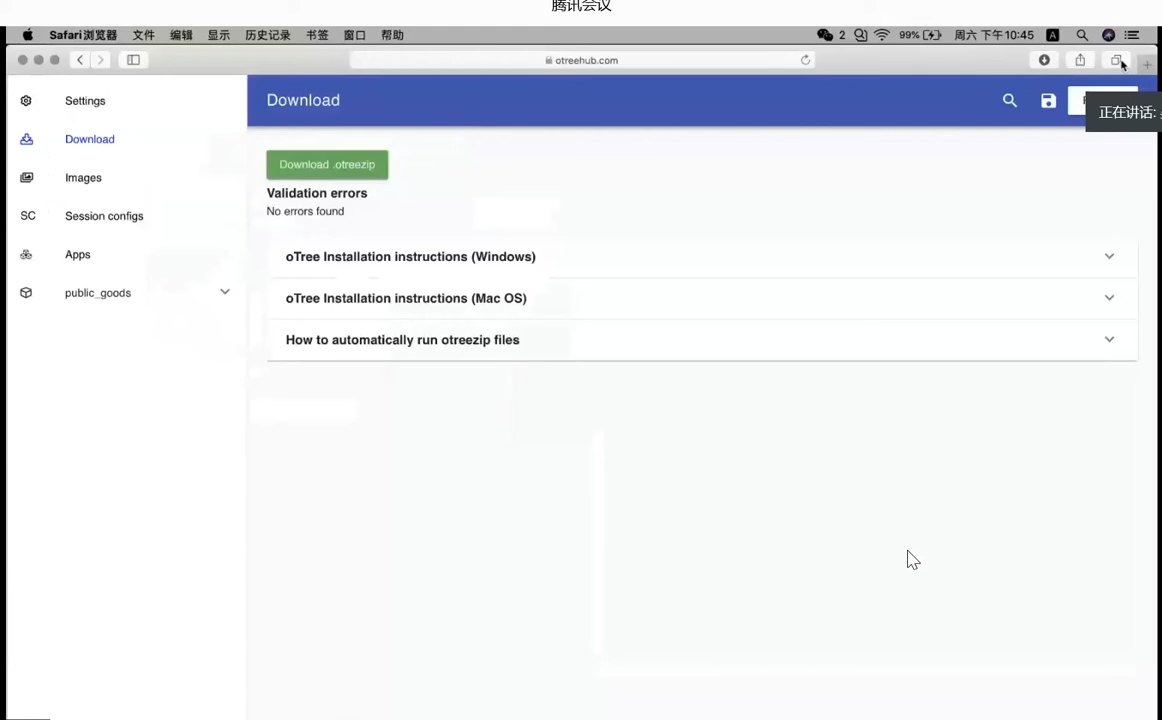 腾讯会议
Safari浏览器 文件 编辑 显示 历史记录 书签 窗口 帮助 2 99% 周六 下午10:45 A
otreehub.com
Settings
Download
Images
SC Session configs
Apps
public_goods
Download
正在讲话:
Download .otreezip
Validation errors
No errors found
oTree Installation instructions (Windows)
oTree Installation instructions (Mac OS)
How to automatically run otreezip files